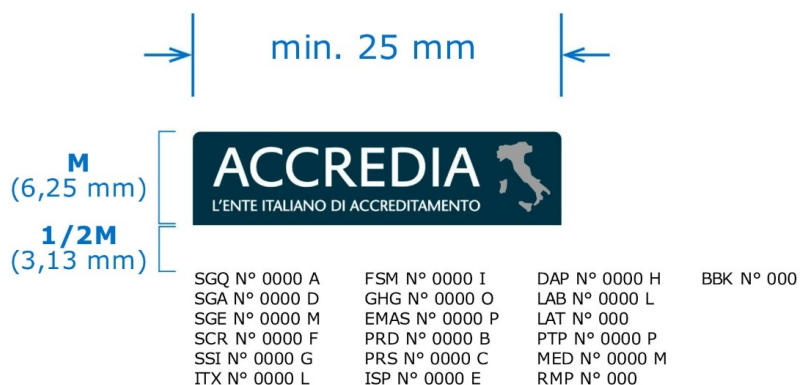 min. 25 mm
M
(6,25 mm)
ACCREDIA
L'ENTE ITALIANO DI ACCREDITAMENTO
1/2M
(3,13 mm)
SGQ N° 0000 A FSM N° 0000 I DAP N° 0000 H BBK N° 000
SGA N° 0000 D GHG N° 0000 O LAB N° 0000 L
SGE N° 0000 M EMAS N° 0000 P LAT N° 000
SCR N° 0000 F PRD N° 0000 B PTP N° 0000 P
SSI N° 0000 G PRS N° 0000 C MED N° 0000 M
ITX N° 0000 L ISP N° 0000 E RMP N° 000